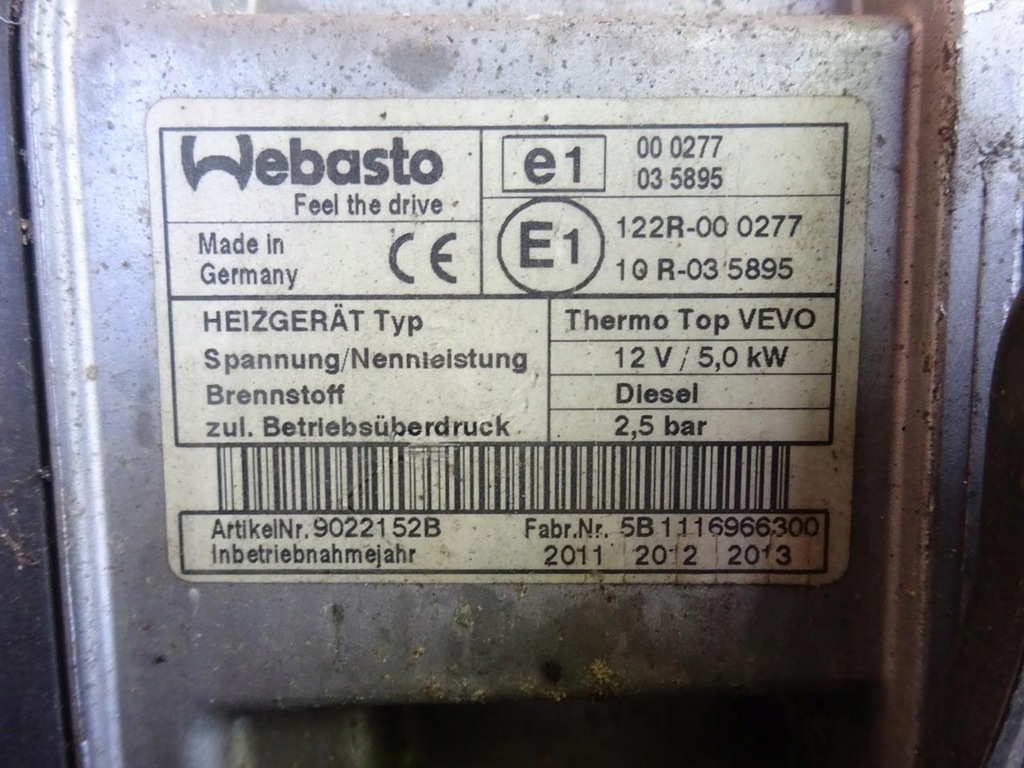 Webasto
Feel the drive
Made in
Germany
CE
e1
00 0277
03 5895
E1
122R-00 0277
10 R-03 5895
HEIZGERÄT Typ Thermo Top VEVO
Spannung/Nennleistung 12 V / 5,0 kW
Brennstoff Diesel
zul. Betriebsüberdruck 2,5 bar
ArtikelNr. 9022152B Fabr.Nr. 5B 1116966300
Inbetriebnahmejahr 2011 2012 2013